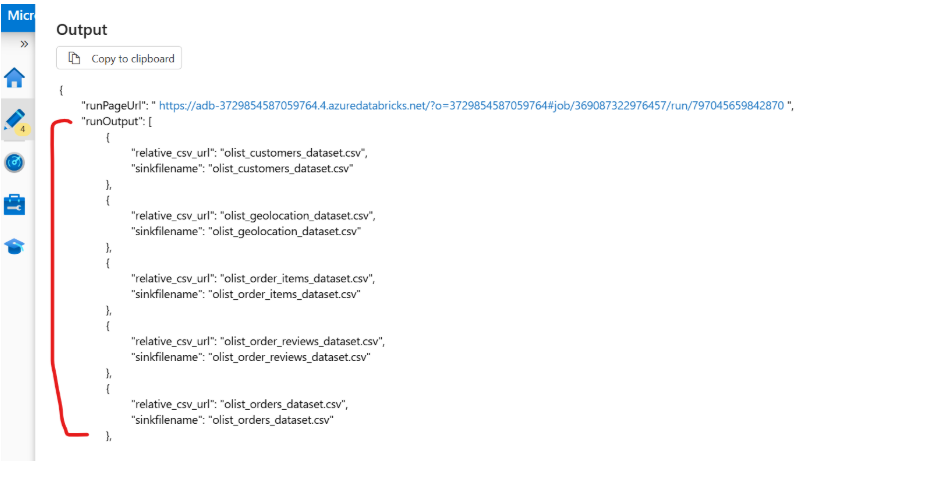 Micr
Output
Copy to clipboard
{
"runPageUrl": " https://adb-3729854587059764.4.azuredatabricks.net/?o=3729854587059764#job/369087322976457/run/797045659842870 ",
"runOutput": [
{
"relative_csv_url": "olist_customers_dataset.csv",
"sinkfilename": "olist_customers_dataset.csv"
},
{
"relative_csv_url": "olist_geolocation_dataset.csv",
"sinkfilename": "olist_geolocation_dataset.csv"
},
{
"relative_csv_url": "olist_order_items_dataset.csv",
"sinkfilename": "olist_order_items_dataset.csv"
},
{
"relative_csv_url": "olist_order_reviews_dataset.csv",
"sinkfilename": "olist_order_reviews_dataset.csv"
},
{
"relative_csv_url": "olist_orders_dataset.csv",
"sinkfilename": "olist_orders_dataset.csv"
},
4